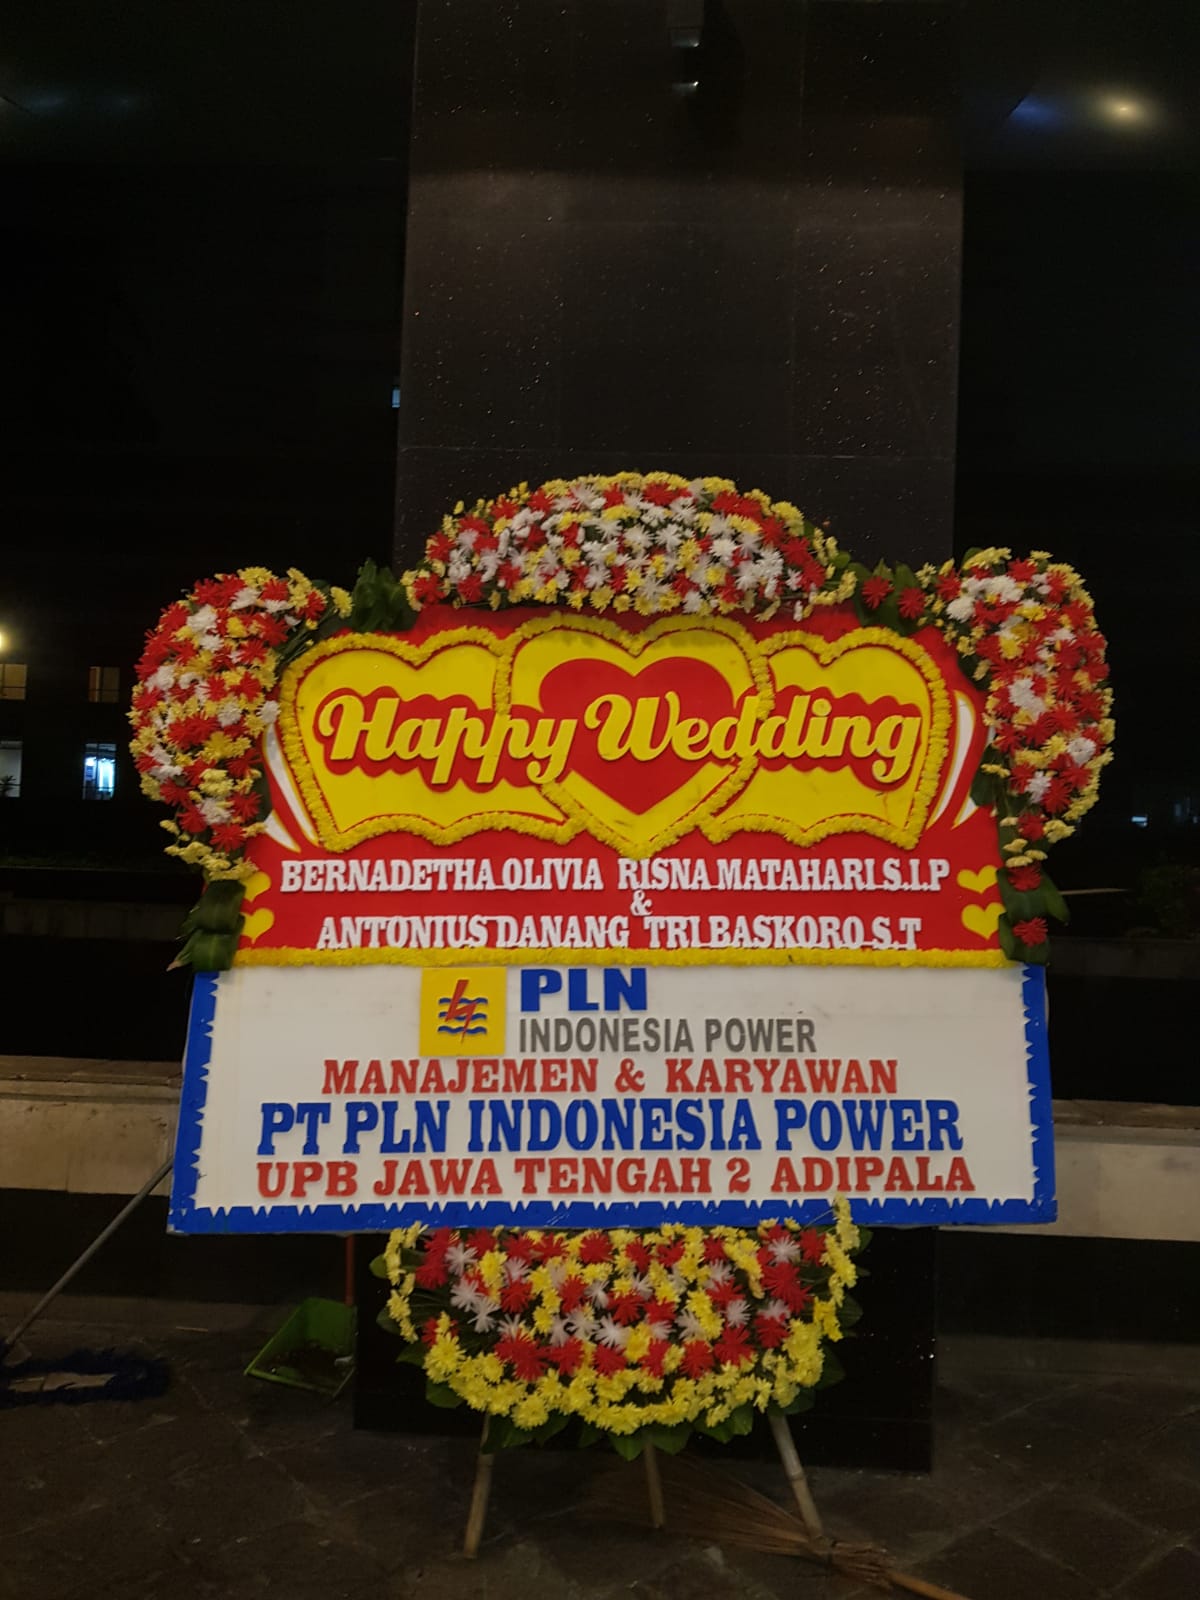 Happy Wedding
BERNADETHA OLIVIA RISNA MATAHARI S.I.P
&
ANTONIUS DANANG TRI BASKORO S.T
PLN
INDONESIA POWER
MANAJEMEN & KARYAWAN
PT PLN INDONESIA POWER
UPB JAWA TENGAH 2 ADIPALA